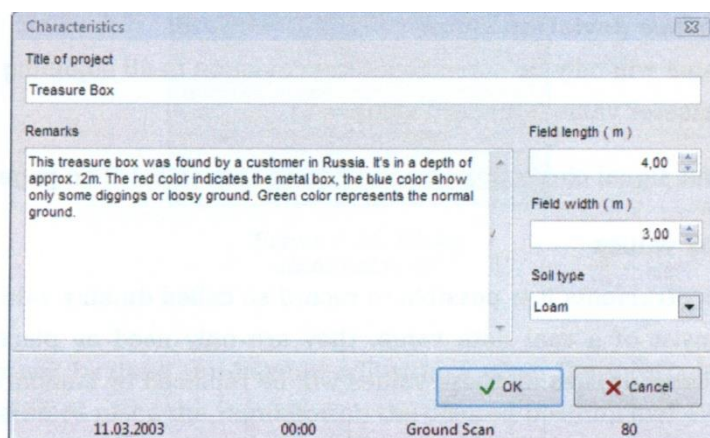 Characteristics
Title of project
Treasure Box
Remarks
This treasure box was found by a customer in Russia. It's in a depth of
approx. 2m. The red color indicates the metal box, the blue color show
only some diggings or loosy ground. Green color represents the normal
ground.
Field length ( m )
4,00
Field width ( m )
3,00
Soil type
Loam
OK
Cancel
11.03.2003 00:00 Ground Scan 80